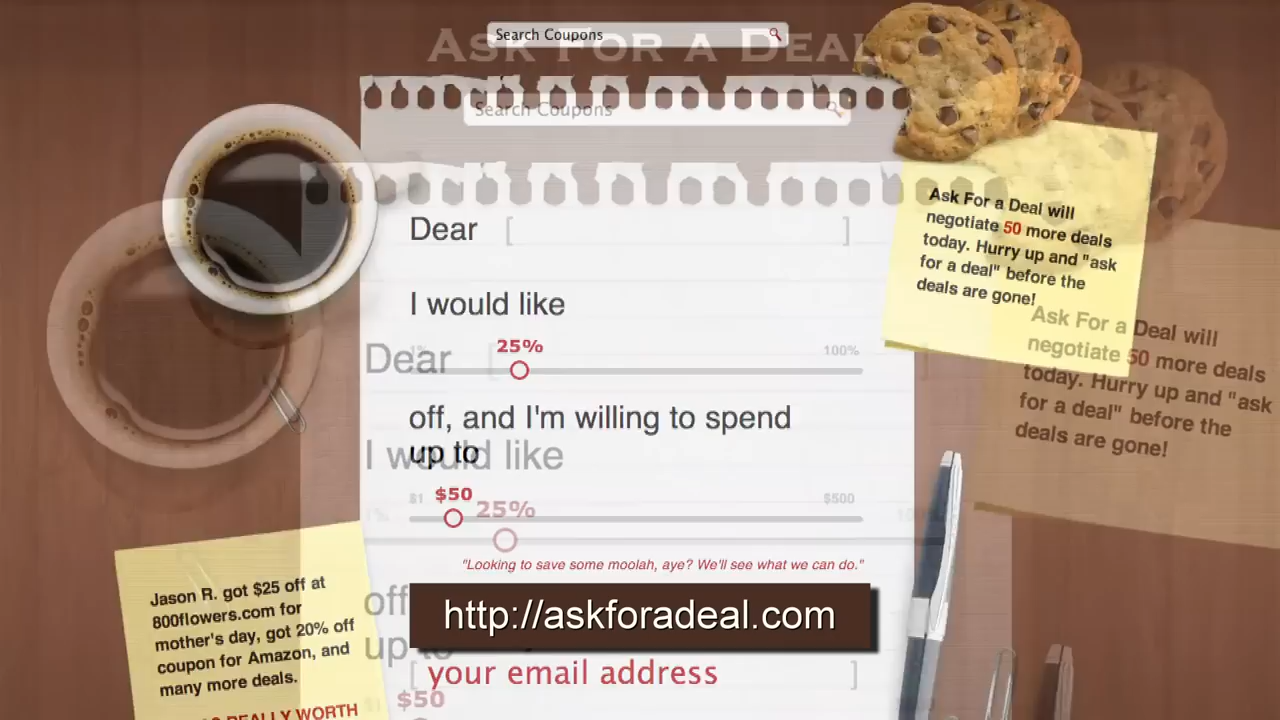 Search Coupons
ASK FOR A DEAL
Search Coupons
Dear [ ]
I would like
1%
25%
100%
off, and I'm willing to spend
up to
$1
$50
$500
"Looking to save some moolah, aye? We'll see what we can do."
http://askforadeal.com
[ your email address ]
Ask For a Deal will
negotiate 50 more deals
today. Hurry up and "ask
for a deal" before the
deals are gone!
Jason R. got $25 off at
800flowers.com for
mother's day, got 20% off
coupon for Amazon, and
many more deals.
REALLY WORTH
Dear [
I would like
1%
25%
100%
off
up to
$1
$50
Ask For a Deal will
negotiate 50 more deals
today. Hurry up and "ask
for a deal" before the
deals are gone!